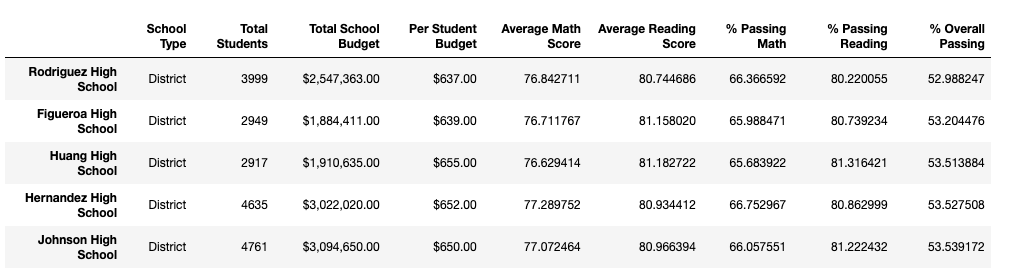 School Type Total Students Total School Budget Per Student Budget Average Math Score Average Reading Score % Passing Math % Passing Reading % Overall Passing
Rodriguez High School District 3999 $2,547,363.00 $637.00 76.842711 80.744686 66.366592 80.220055 52.988247
Figueroa High School District 2949 $1,884,411.00 $639.00 76.711767 81.158020 65.988471 80.739234 53.204476
Huang High School District 2917 $1,910,635.00 $655.00 76.629414 81.182722 65.683922 81.316421 53.513884
Hernandez High School District 4635 $3,022,020.00 $652.00 77.289752 80.934412 66.752967 80.862999 53.527508
Johnson High School District 4761 $3,094,650.00 $650.00 77.072464 80.966394 66.057551 81.222432 53.539172